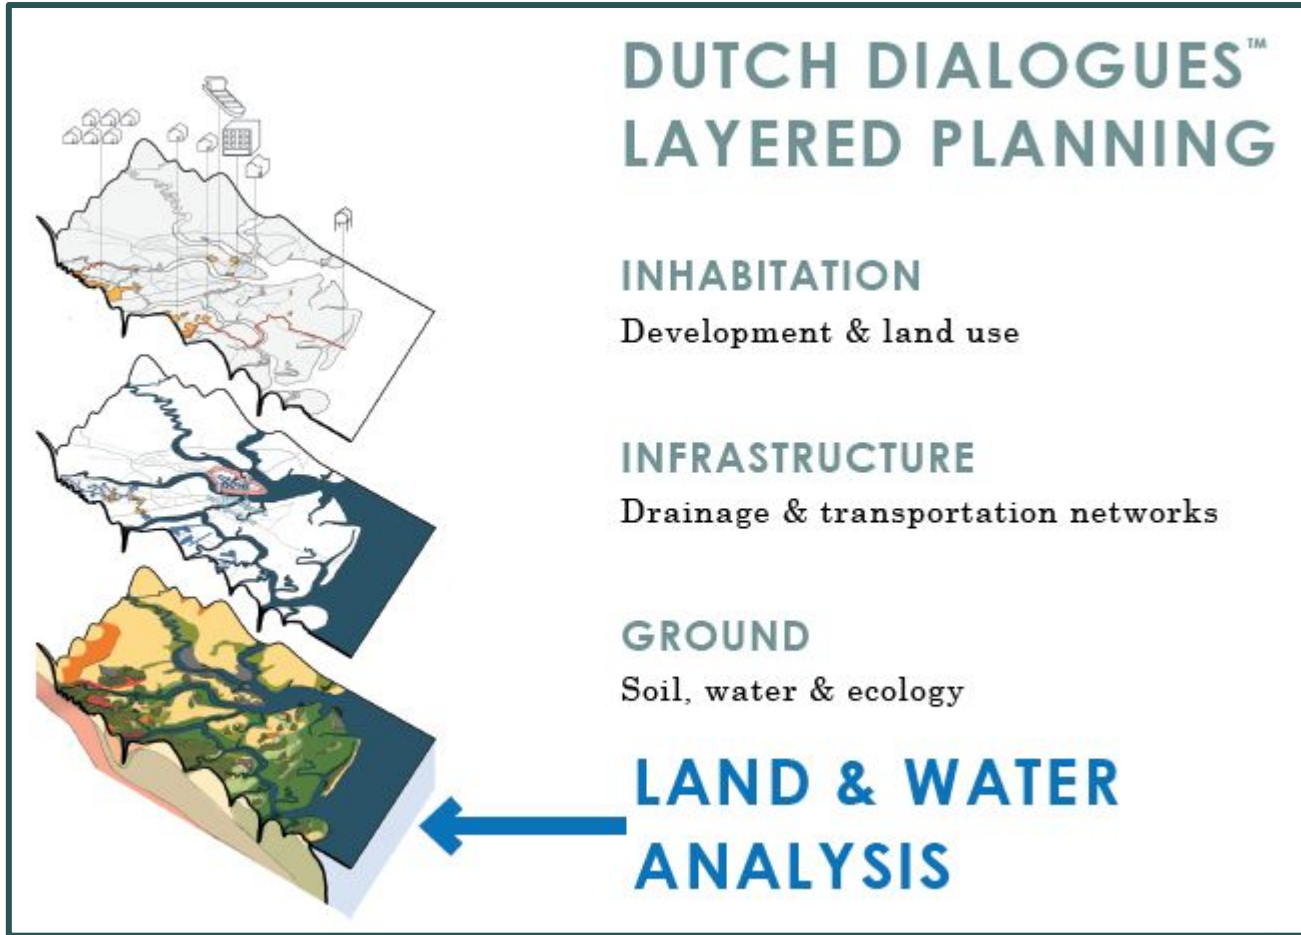 DUTCH DIALOGUES™
LAYERED PLANNING
INHABITATION
Development & land use
INFRASTRUCTURE
Drainage & transportation networks
GROUND
Soil, water & ecology
LAND & WATER
ANALYSIS